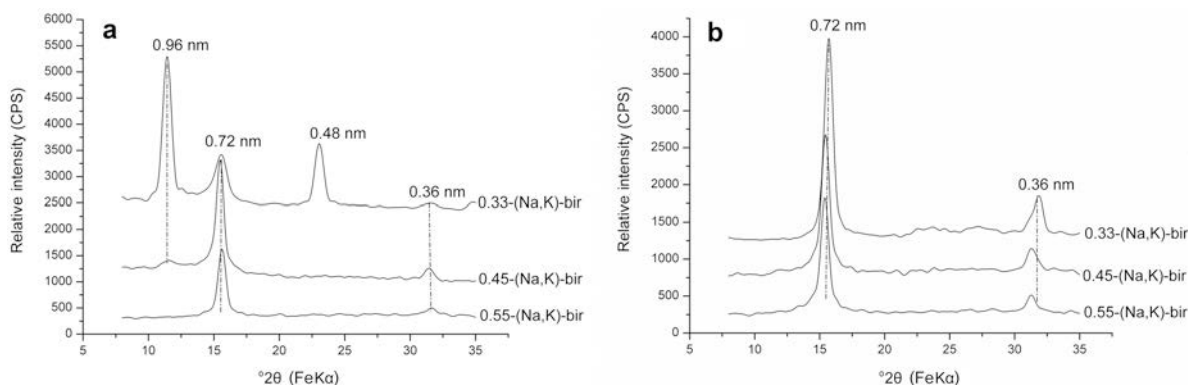 a
0.96 nm
0.72 nm
0.48 nm
0.36 nm
0.33-(Na,K)-bir
0.45-(Na,K)-bir
0.55-(Na,K)-bir
Relative intensity (CPS)
6000
5500
5000
4500
4000
3500
3000
2500
2000
1500
1000
500
0
5 10 15 20 25 30 35
°2θ (FeKα)
b
0.72 nm
0.36 nm
0.33-(Na,K)-bir
0.45-(Na,K)-bir
0.55-(Na,K)-bir
Relative intensity (CPS)
4000
3500
3000
2500
2000
1500
1000
500
0
5 10 15 20 25 30 35
°2θ (FeKα)